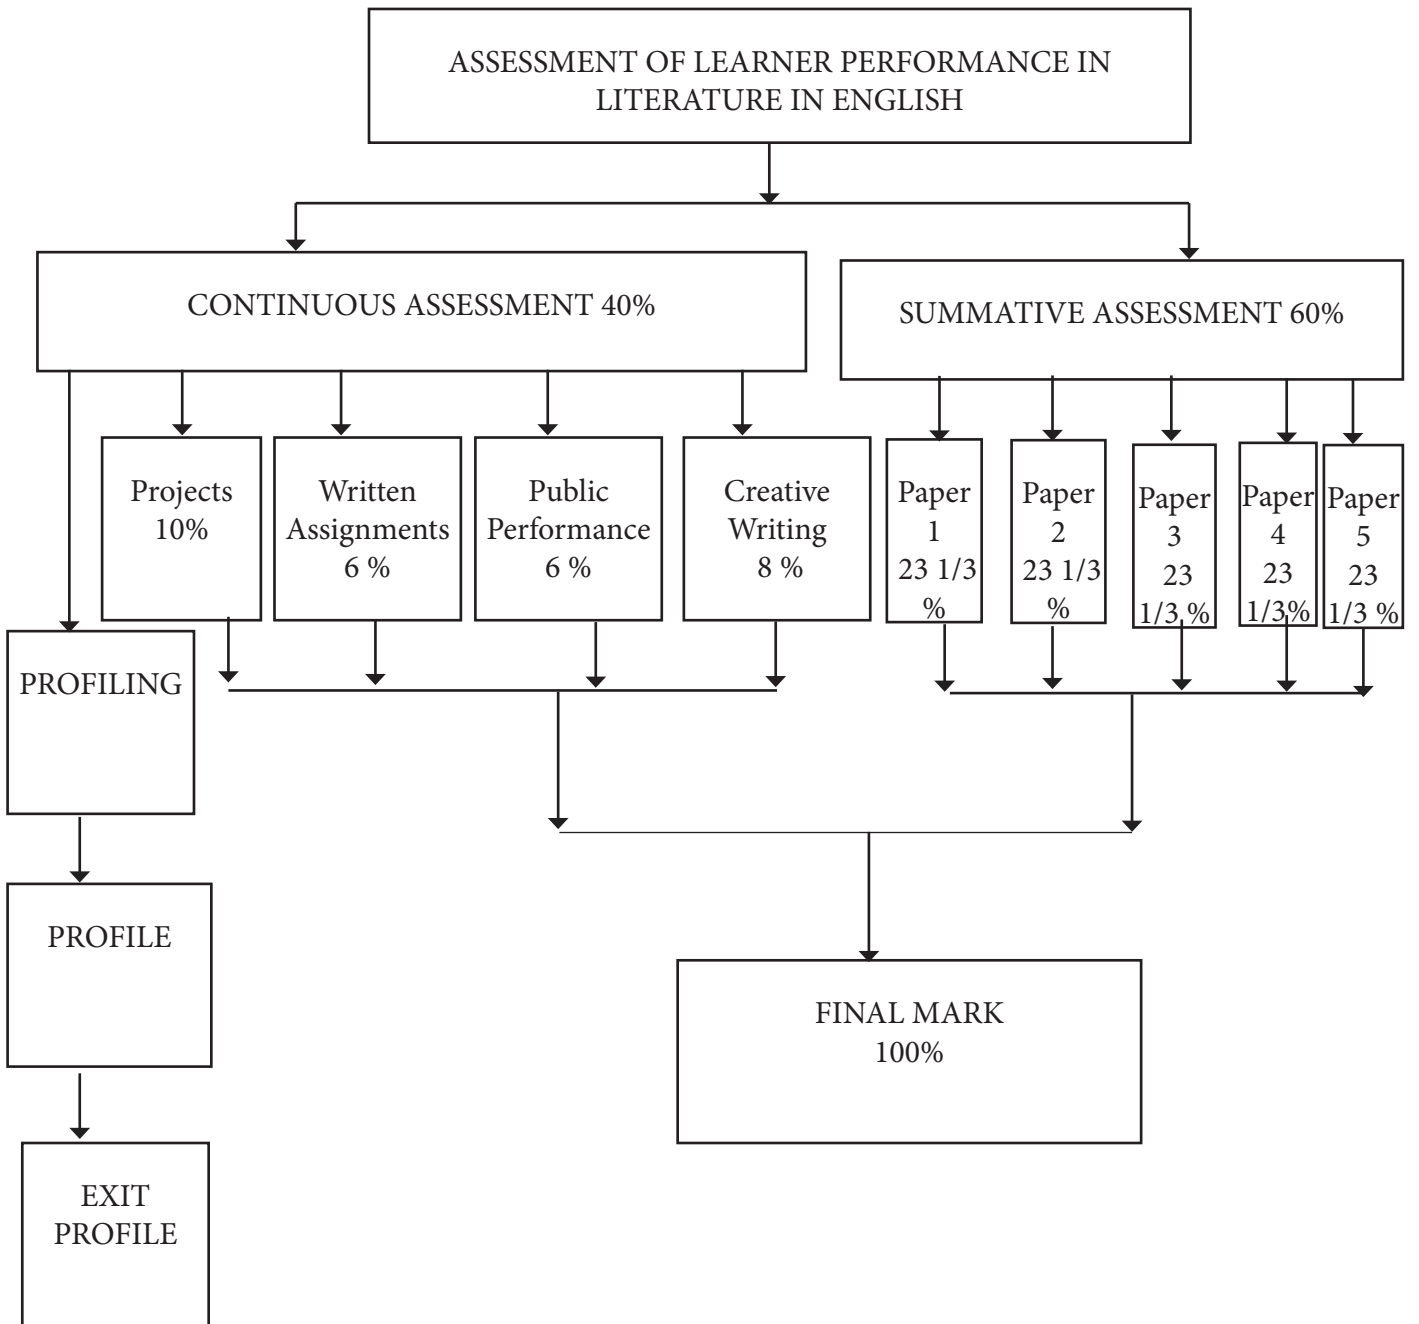 ASSESSMENT OF LEARNER PERFORMANCE IN
LITERATURE IN ENGLISH
CONTINUOUS ASSESSMENT 40%
SUMMATIVE ASSESSMENT 60%
Projects
10%
Written
Assignments
6 %
Public
Performance
6 %
Creative
Writing
8 %
Paper
1
23 1/3
%
Paper
2
23 1/3
%
Paper
3
23
1/3 %
Paper
4
23
1/3%
Paper
5
23
1/3 %
PROFILING
PROFILE
FINAL MARK
100%
EXIT
PROFILE